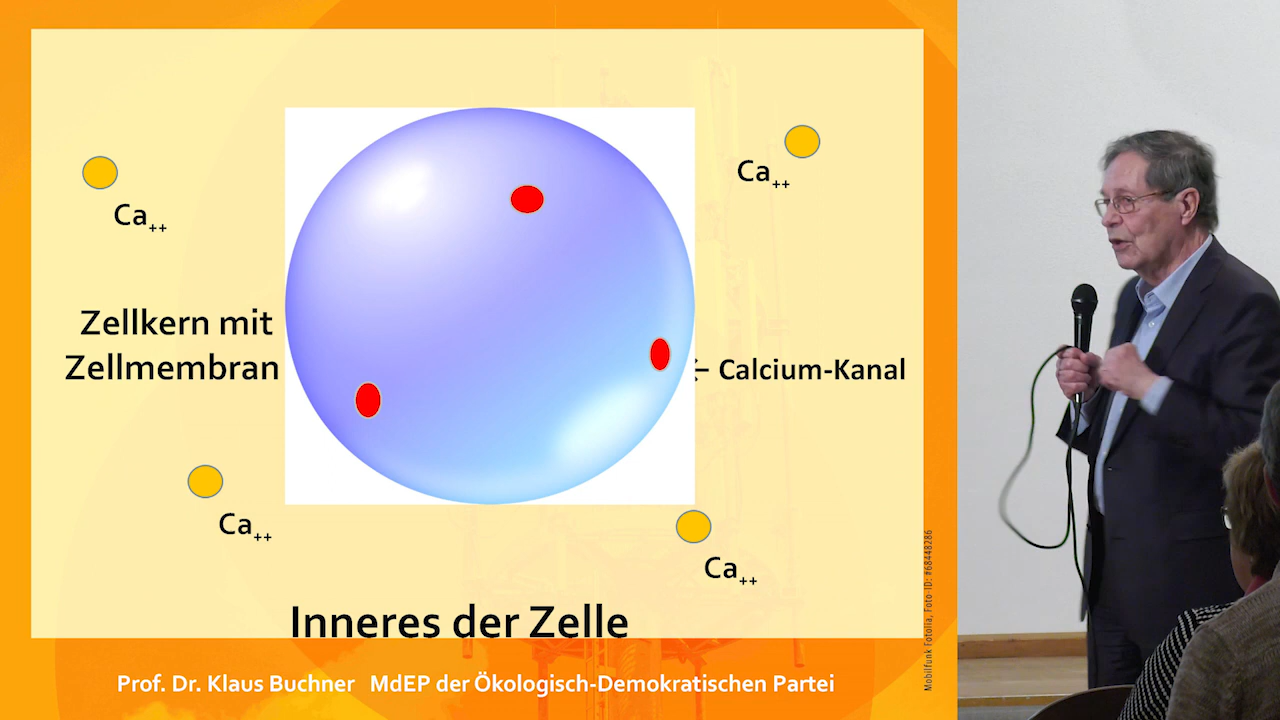 Ca++
Ca++
Zellkern mit
Zellmembran
← Calcium-Kanal
Ca++
Ca++
Inneres der Zelle
Prof. Dr. Klaus Buchner MdEP der Ökologisch-Demokratischen Partei
Mobilfunk Fotolia, Foto-ID: #68448286